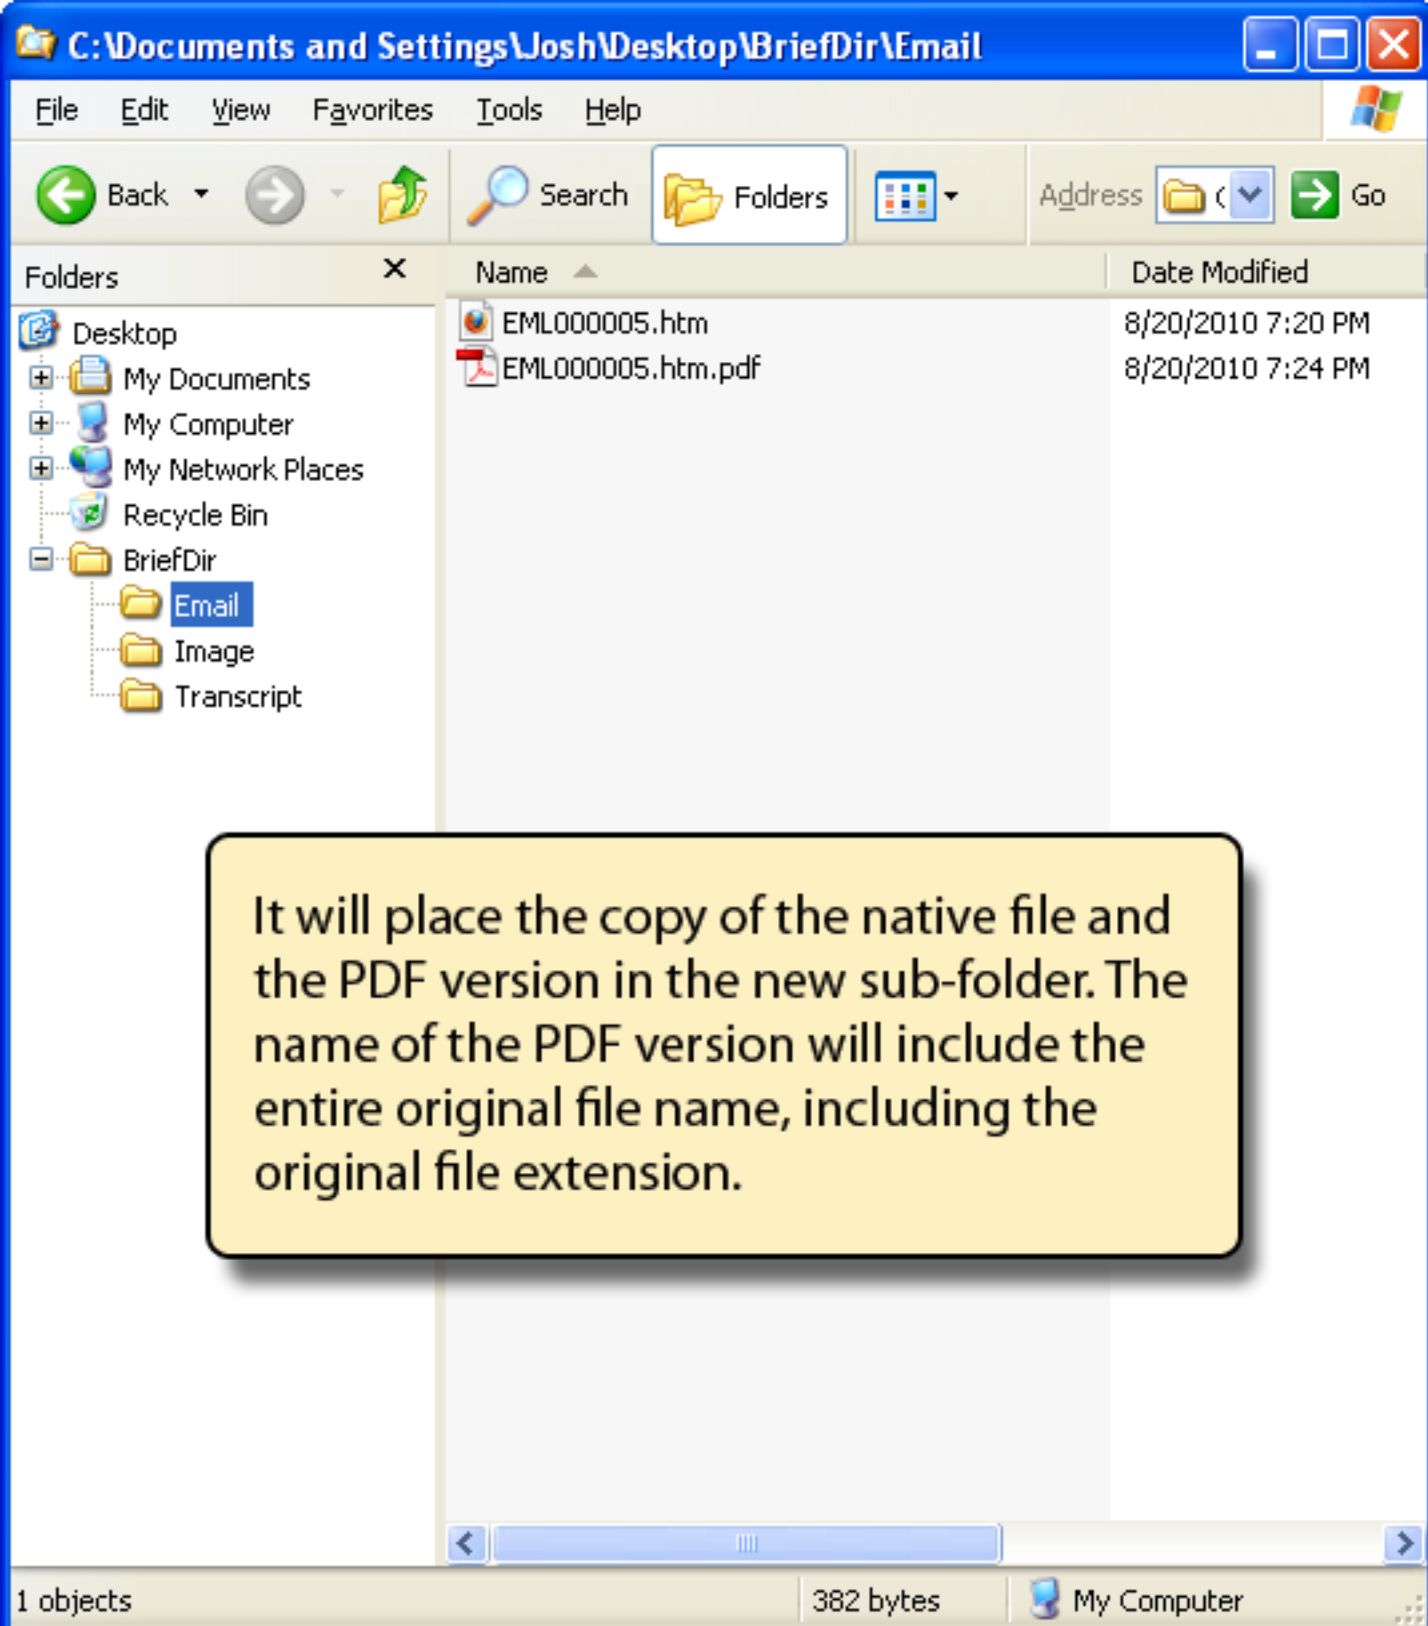 C:\Documents and Settings\Josh\Desktop\BriefDir\Email
File Edit View Favorites Tools Help
Back Search Folders Address Go
Folders
Name Date Modified
Desktop
My Documents
My Computer
My Network Places
Recycle Bin
BriefDir
Email
Image
Transcript
EML000005.htm 8/20/2010 7:20 PM
EML000005.htm.pdf 8/20/2010 7:24 PM
It will place the copy of the native file and
the PDF version in the new sub-folder. The
name of the PDF version will include the
entire original file name, including the
original file extension.
1 objects 382 bytes My Computer